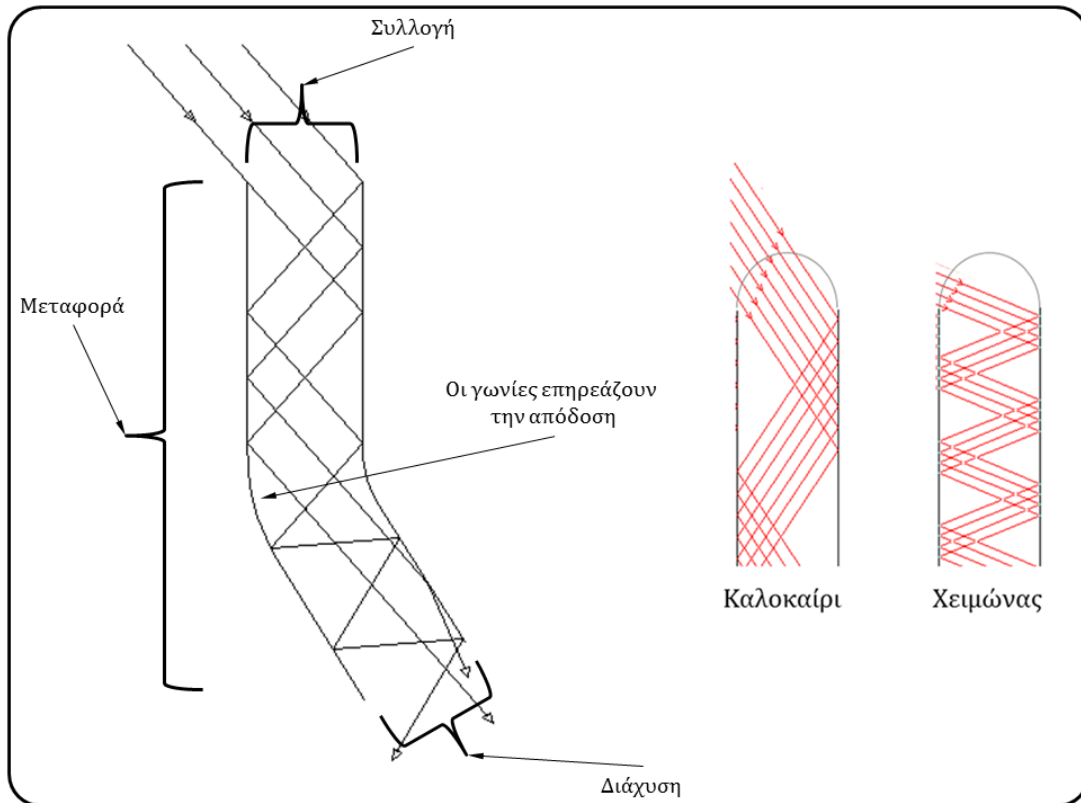 Συλλογή
Μεταφορά
Οι γωνίες επηρεάζουν
την απόδοση
Καλοκαίρι
Χειμώνας
Διάχυση